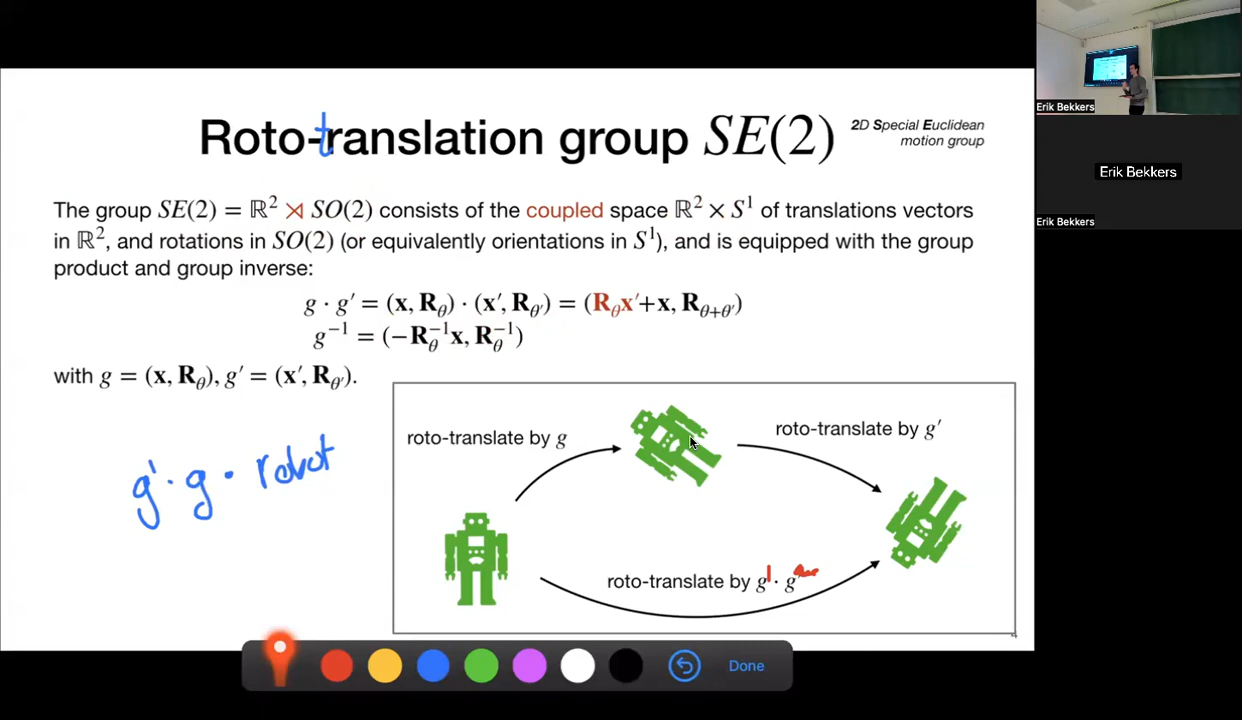 Roto-translation group SE(2)
2D Special Euclidean
motion group
The group SE(2) = ℝ² ⋊ SO(2) consists of the coupled space ℝ² × S¹ of translations vectors
in ℝ², and rotations in SO(2) (or equivalently orientations in S¹), and is equipped with the group
product and group inverse:
g · g′ = (x, R_θ) · (x′, R_θ′) = (R_θx′+x, R_θ+θ′)
g⁻¹ = (−R_θ⁻¹x, R_θ⁻¹)
with g = (x, R_θ), g′ = (x′, R_θ′).
g′ · g · robot
roto-translate by g
roto-translate by g′
roto-translate by g′ · g
Done
Erik Bekkers
Erik Bekkers
Erik Bekkers